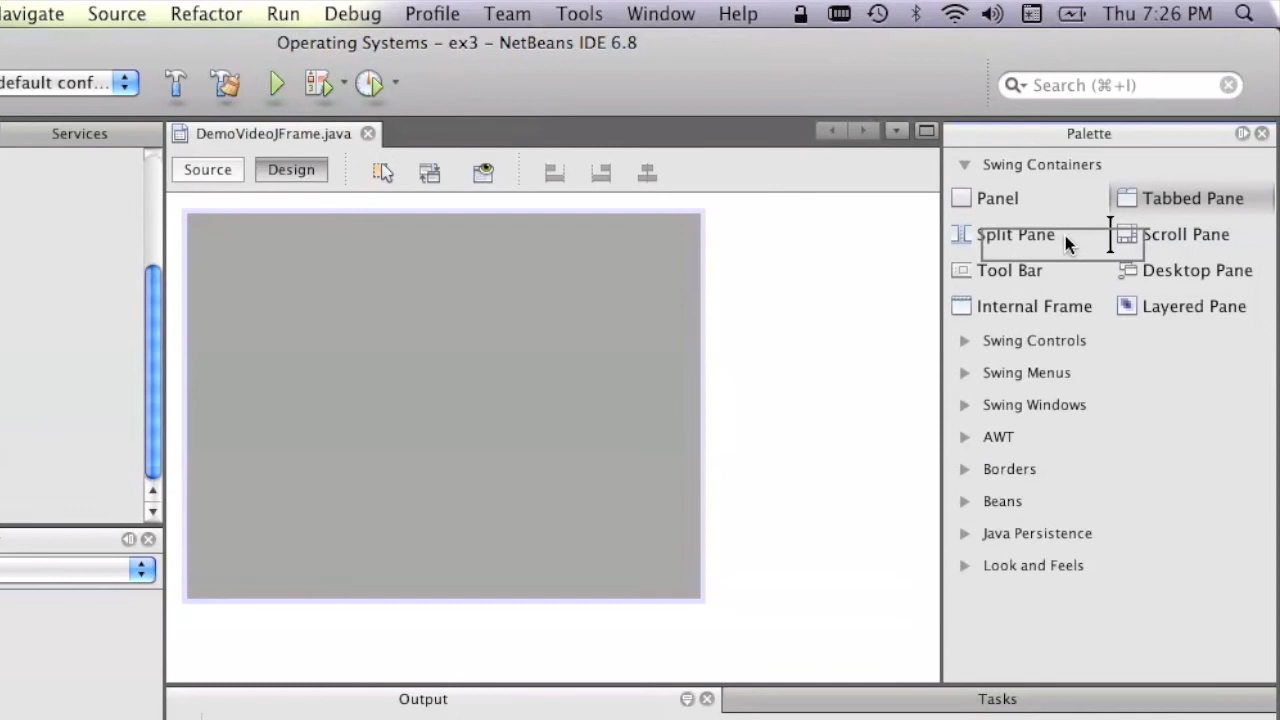 Navigate Source Refactor Run Debug Profile Team Tools Window Help Thu 7:26 PM
Operating Systems – ex3 – NetBeans IDE 6.8
default conf... Search (⌘+I)
Services DemoVideoJFrame.java Palette
Source Design
Swing Containers
Panel Tabbed Pane
Split Pane Scroll Pane
Tool Bar Desktop Pane
Internal Frame Layered Pane
Swing Controls
Swing Menus
Swing Windows
AWT
Borders
Beans
Java Persistence
Look and Feels
Output Tasks